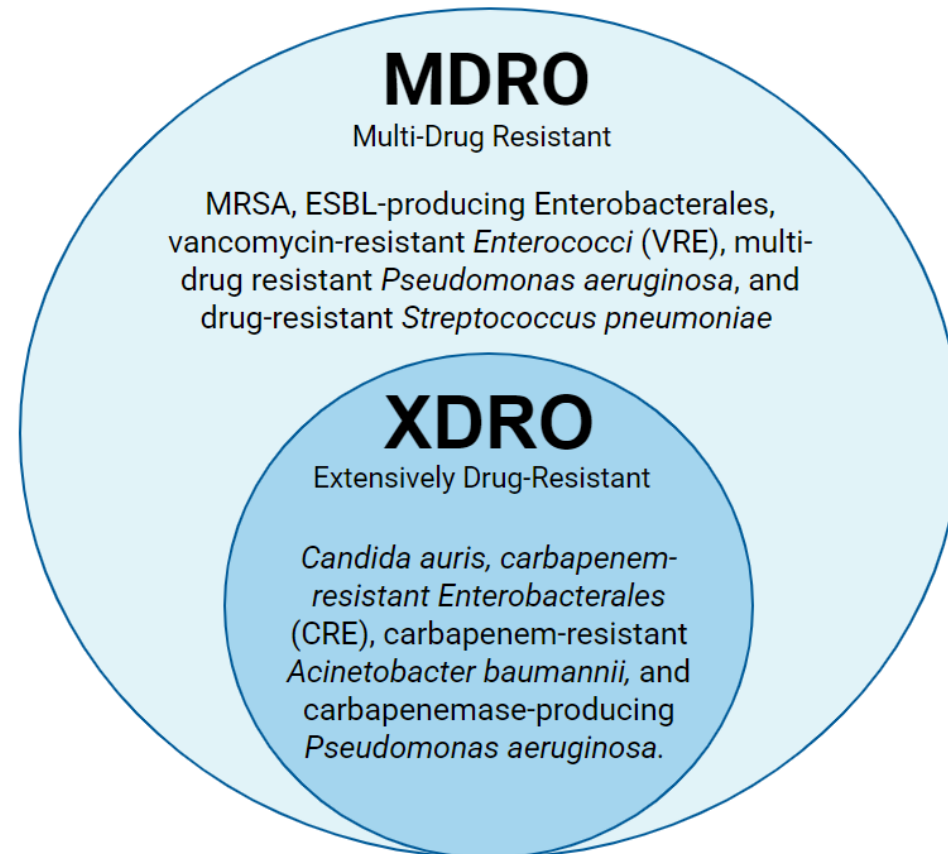 MDRO
Multi-Drug Resistant
MRSA, ESBL-producing Enterobacterales,
vancomycin-resistant Enterococci (VRE), multi-
drug resistant Pseudomonas aeruginosa, and
drug-resistant Streptococcus pneumoniae
XDRO
Extensively Drug-Resistant
Candida auris, carbapenem-
resistant Enterobacterales
(CRE), carbapenem-resistant
Acinetobacter baumannii, and
carbapenemase-producing
Pseudomonas aeruginosa.